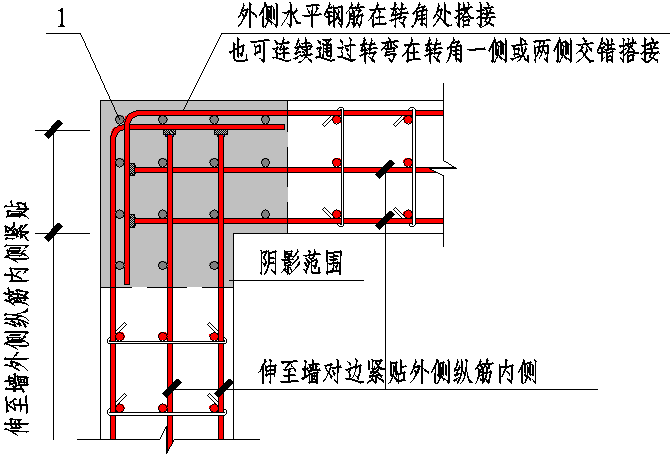 1
外侧水平钢筋在转角处搭接
也可连续通过转弯在转角一侧或两侧交错搭接
伸至墙外侧纵筋内侧紧贴
阴影范围
伸至墙对边紧贴外侧纵筋内侧